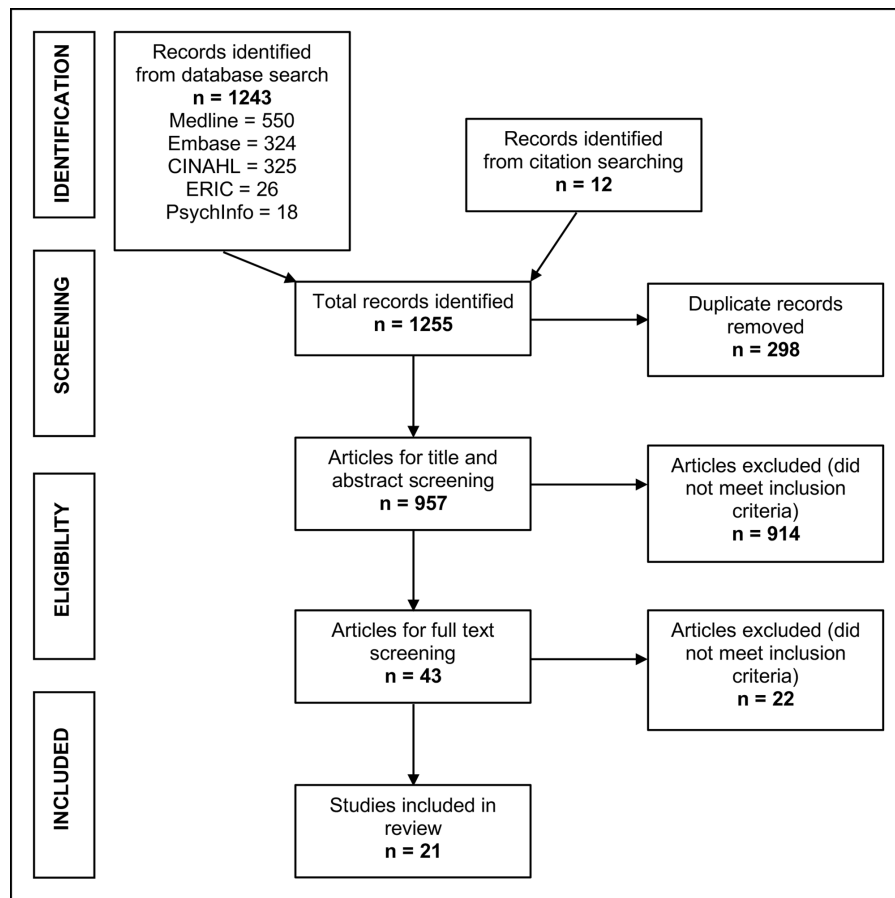 IDENTIFICATION
Records identified
from database search
n = 1243
Medline = 550
Embase = 324
CINAHL = 325
ERIC = 26
PsychInfo = 18
Records identified
from citation searching
n = 12
SCREENING
Total records identified
n = 1255
Duplicate records
removed
n = 298
Articles for title and
abstract screening
n = 957
Articles excluded (did
not meet inclusion
criteria)
n = 914
ELIGIBILITY
Articles for full text
screening
n = 43
Articles excluded (did
not meet inclusion
criteria)
n = 22
INCLUDED
Studies included in
review
n = 21